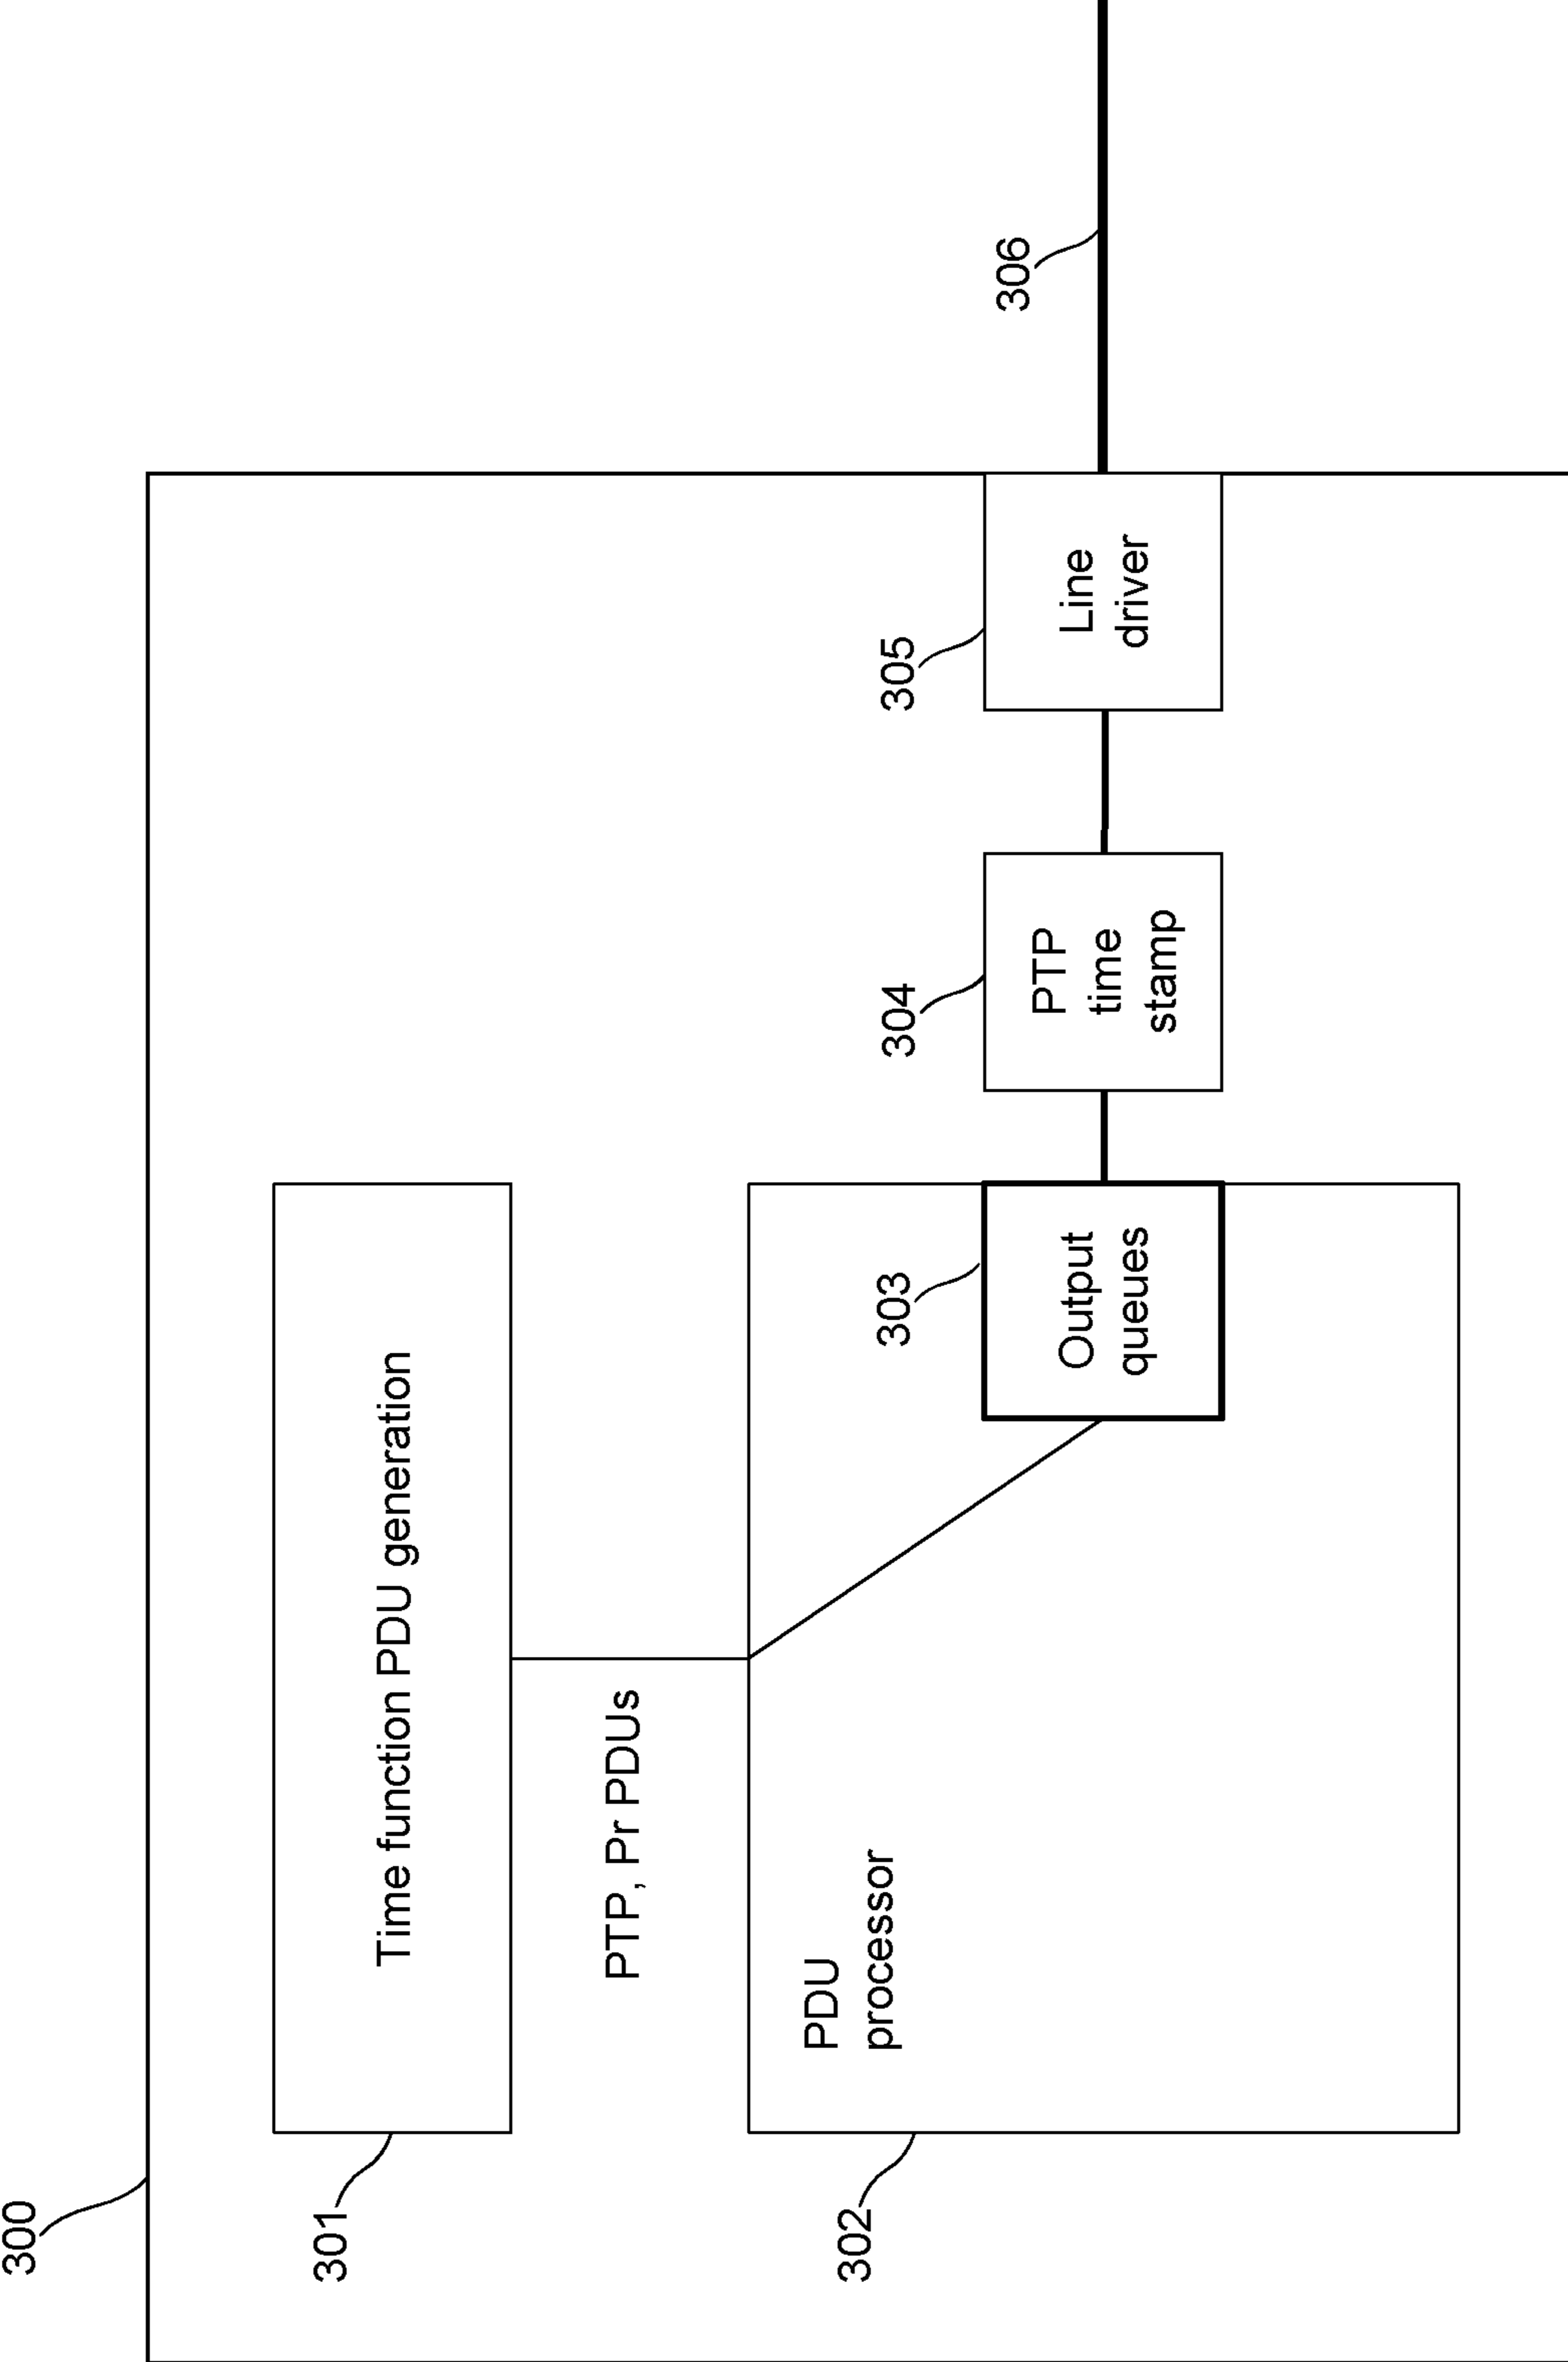 300
301
Time function PDU generation
PTP, Pr PDUs
302
PDU
processor
303
Output
queues
304
PTP
time
stamp
305
Line
driver
306